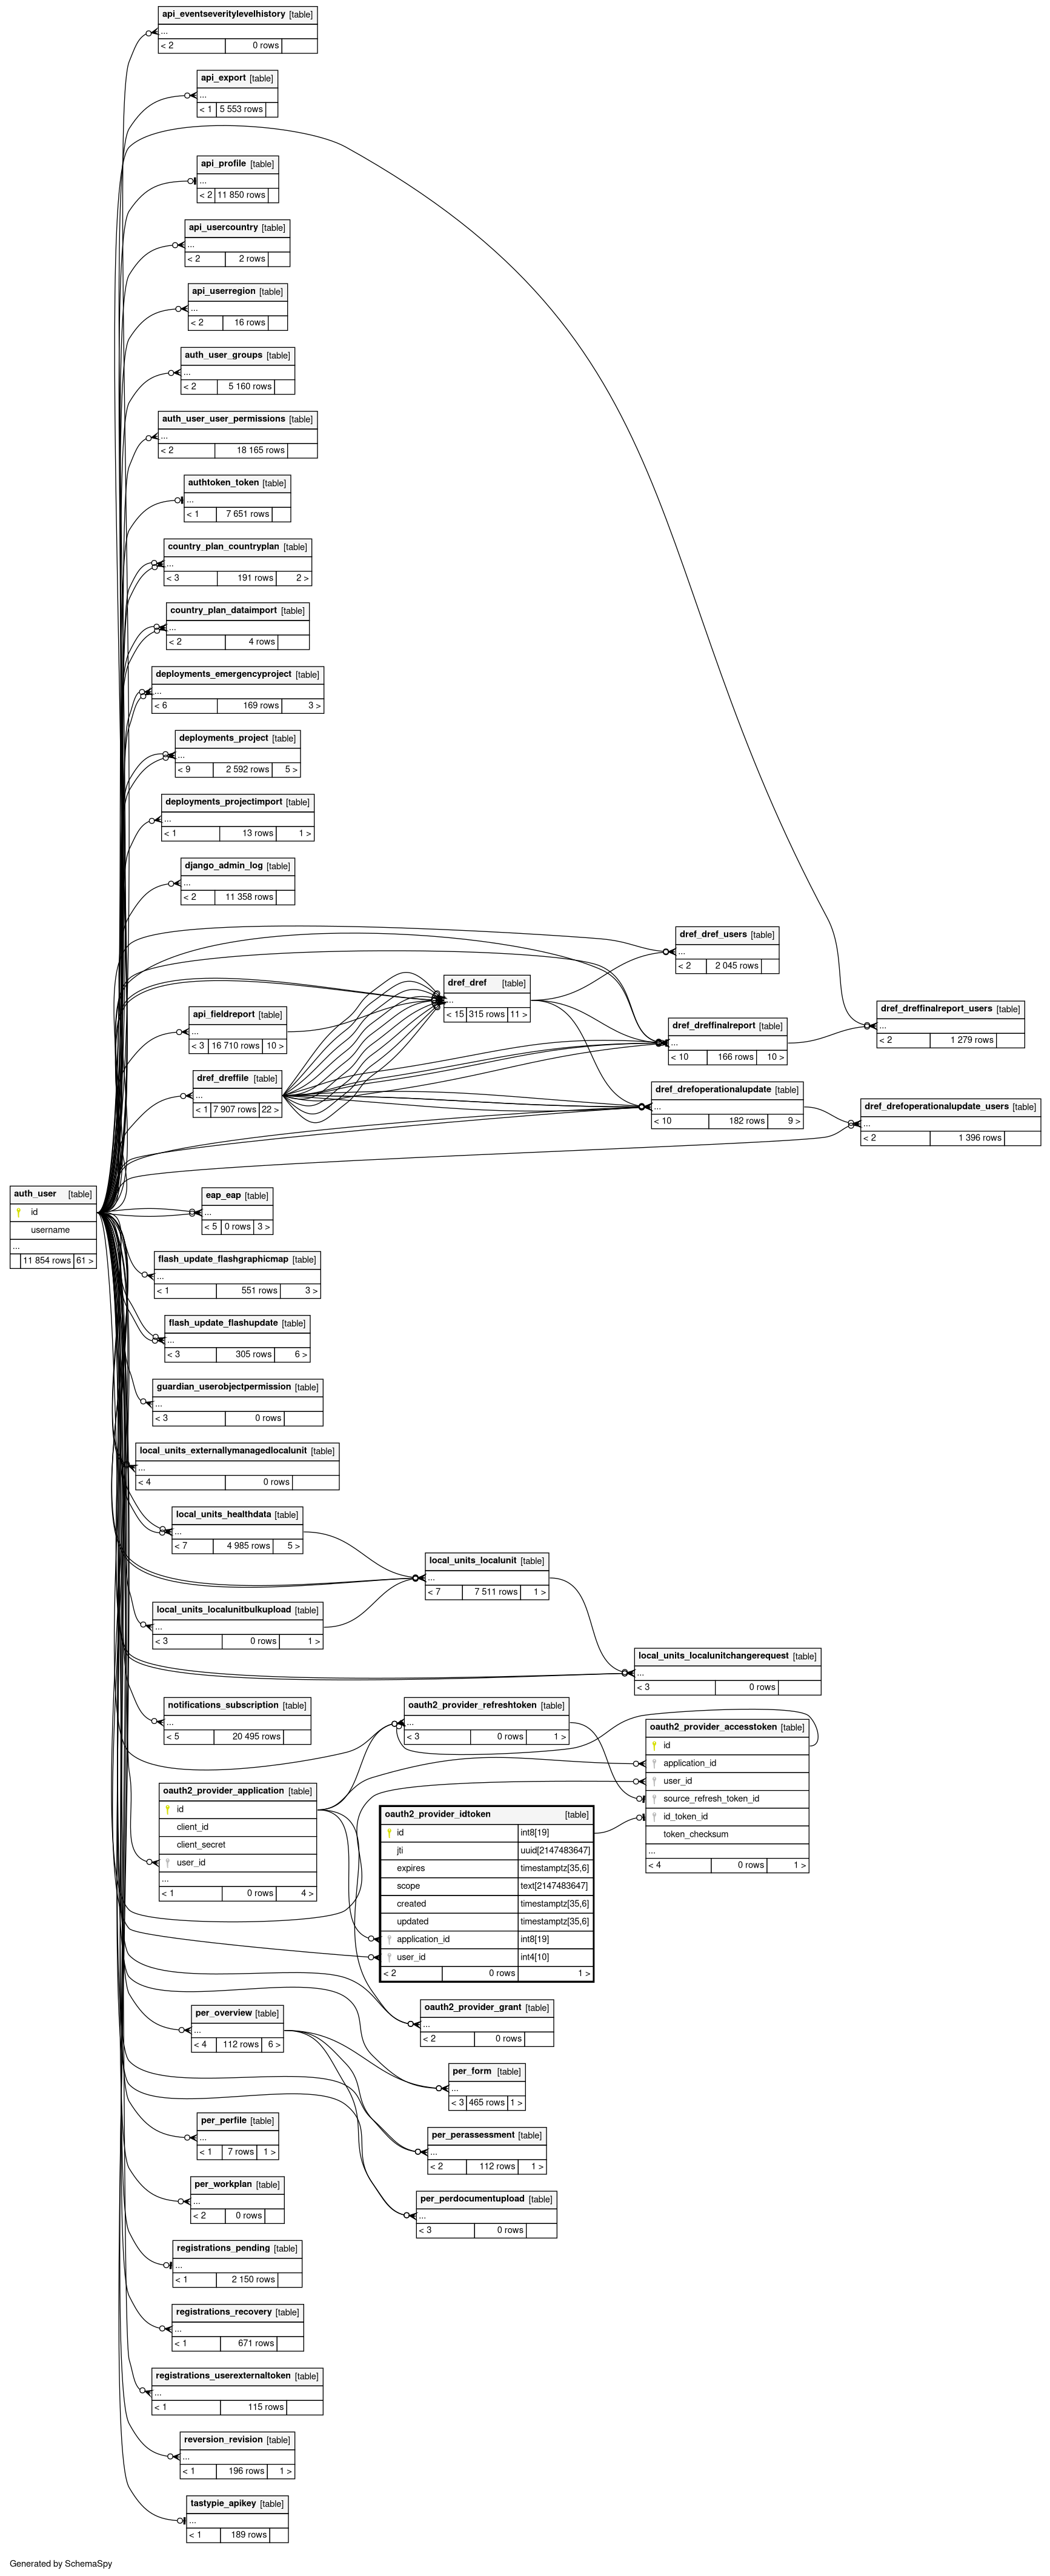 api_eventseveritylevelhistory [table]
...
< 2 0 rows
api_export [table]
...
< 1 5 553 rows
api_profile [table]
...
< 2 11 850 rows
api_usercountry [table]
...
< 2 2 rows
api_userregion [table]
...
< 2 16 rows
auth_user_groups [table]
...
< 2 5 160 rows
auth_user_user_permissions [table]
...
< 2 18 165 rows
authtoken_token [table]
...
< 1 7 651 rows
country_plan_countryplan [table]
...
< 3 191 rows 2 >
country_plan_dataimport [table]
...
< 2 4 rows
deployments_emergencyproject [table]
...
< 6 169 rows 3 >
deployments_project [table]
...
< 9 2 592 rows 5 >
deployments_projectimport [table]
...
< 1 13 rows 1 >
django_admin_log [table]
...
< 2 11 358 rows
dref_dref_users [table]
...
< 2 2 045 rows
dref_dref [table]
...
< 15 315 rows 11 >
api_fieldreport [table]
...
< 3 16 710 rows 10 >
dref_dreffinalreport_users [table]
...
< 2 1 279 rows
dref_dreffinalreport [table]
...
< 10 166 rows 10 >
dref_dreffile [table]
...
< 1 7 907 rows 22 >
dref_drefoperationalupdate [table]
...
< 10 182 rows 9 >
dref_drefoperationalupdate_users [table]
...
< 2 1 396 rows
auth_user [table]
id
username
...
11 854 rows 61 >
eap_eap [table]
...
< 5 0 rows 3 >
flash_update_flashgraphicmap [table]
...
< 1 551 rows 3 >
flash_update_flashupdate [table]
...
< 3 305 rows 6 >
guardian_userobjectpermission [table]
...
< 3 0 rows
local_units_externallymanagedlocalunit [table]
...
< 4 0 rows
local_units_healthdata [table]
...
< 7 4 985 rows 5 >
local_units_localunit [table]
...
< 7 7 511 rows 1 >
local_units_localunitbulkupload [table]
...
< 3 0 rows 1 >
local_units_localunitchangerequest [table]
...
< 3 0 rows
notifications_subscription [table]
...
< 5 20 495 rows
oauth2_provider_refreshtoken [table]
...
< 3 0 rows 1 >
oauth2_provider_accesstoken [table]
id
application_id
user_id
source_refresh_token_id
id_token_id
token_checksum
...
< 4 0 rows 1 >
oauth2_provider_application [table]
id
client_id
client_secret
user_id
...
< 1 0 rows 4 >
oauth2_provider_idtoken [table]
id int8[19]
jti uuid[2147483647]
expires timestamptz[35,6]
scope text[2147483647]
created timestamptz[35,6]
updated timestamptz[35,6]
application_id int8[19]
user_id int4[10]
< 2 0 rows 1 >
oauth2_provider_grant [table]
...
< 2 0 rows
per_overview [table]
...
< 4 112 rows 6 >
per_form [table]
...
< 3 465 rows 1 >
per_perfile [table]
...
< 1 7 rows 1 >
per_perassessment [table]
...
< 2 112 rows 1 >
per_workplan [table]
...
< 2 0 rows
per_perdocumentupload [table]
...
< 3 0 rows
registrations_pending [table]
...
< 1 2 150 rows
registrations_recovery [table]
...
< 1 671 rows
registrations_userexternaltoken [table]
...
< 1 115 rows
reversion_revision [table]
...
< 1 196 rows 1 >
tastypie_apikey [table]
...
< 1 189 rows
Generated by SchemaSpy